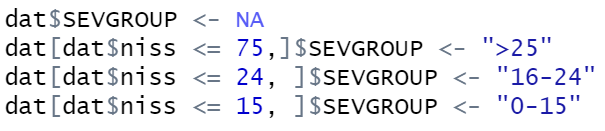 dat$SEVGROUP <- NA
dat[dat$niss <= 75,]$SEVGROUP <- ">25"
dat[dat$niss <= 24, ]$SEVGROUP <- "16-24"
dat[dat$niss <= 15, ]$SEVGROUP <- "0-15"